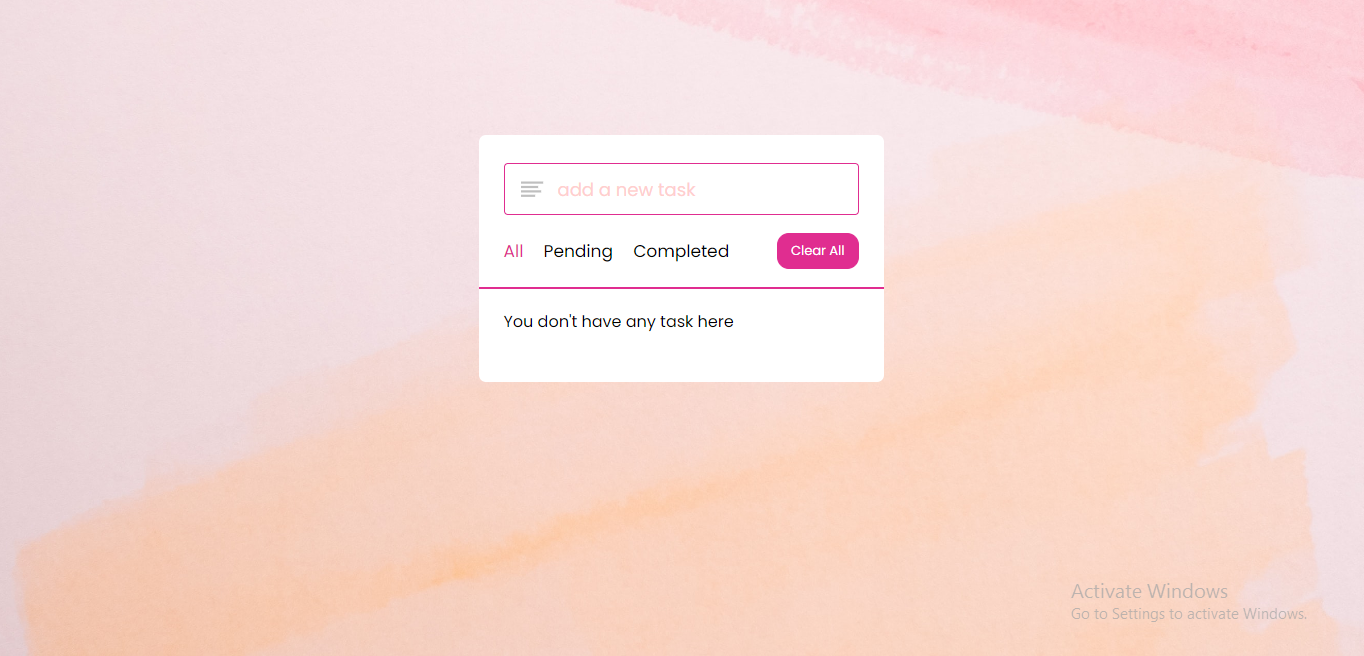 add a new task
All Pending Completed Clear All
You don't have any task here
Activate Windows
Go to Settings to activate Windows.